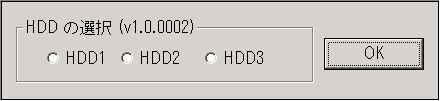 HDD の選択 (v1.0.0002)
HDD1 HDD2 HDD3
OK